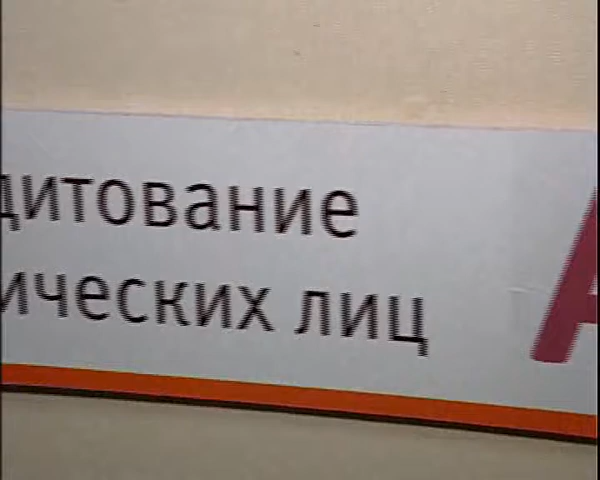 дитование
ических лиц